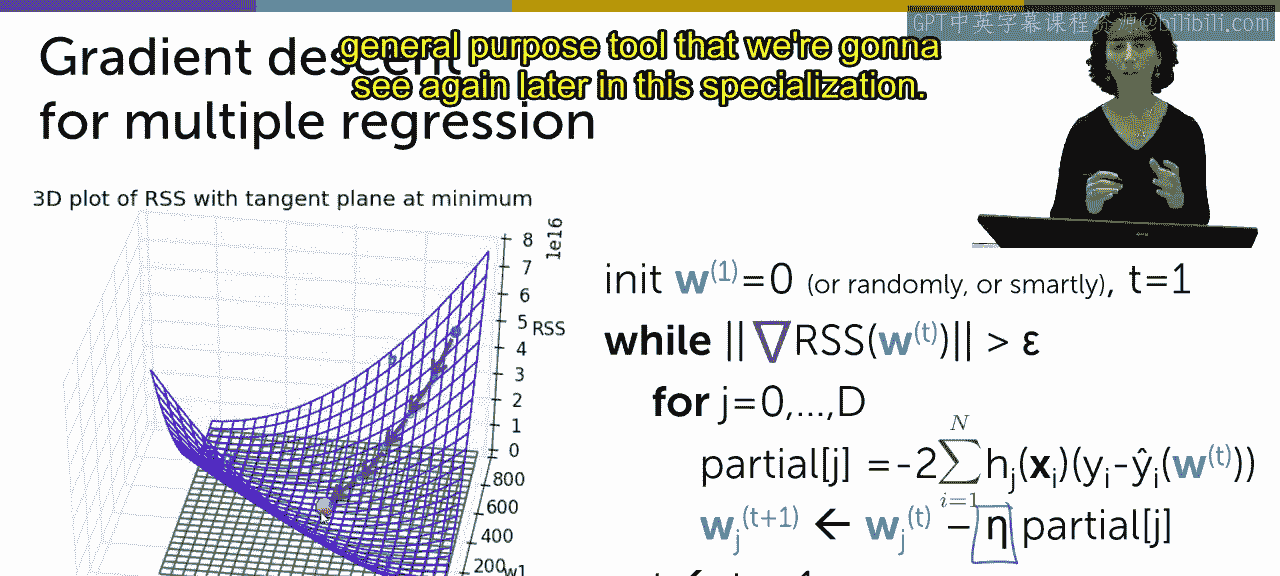 GPT中英字幕课程资源@bilibili.com
general purpose tool that we're gonna
see again later in this specialization.
Gradient descent
for multiple regression
3D plot of RSS with tangent plane at minimum
1e16
8
7
6
5
4
3
2
1
0
RSS
800
600
400
200
w1
init w^(1)=0 (or randomly, or smartly), t=1
while ||∇RSS(w^(t))|| > ε
for j=0,...,D
partial[j] =-2∑_{i=1}^{N} h_j(x_i)(y_i-ŷ_i(w^(t)))
w_j^(t+1) ← w_j^(t) – η partial[j]